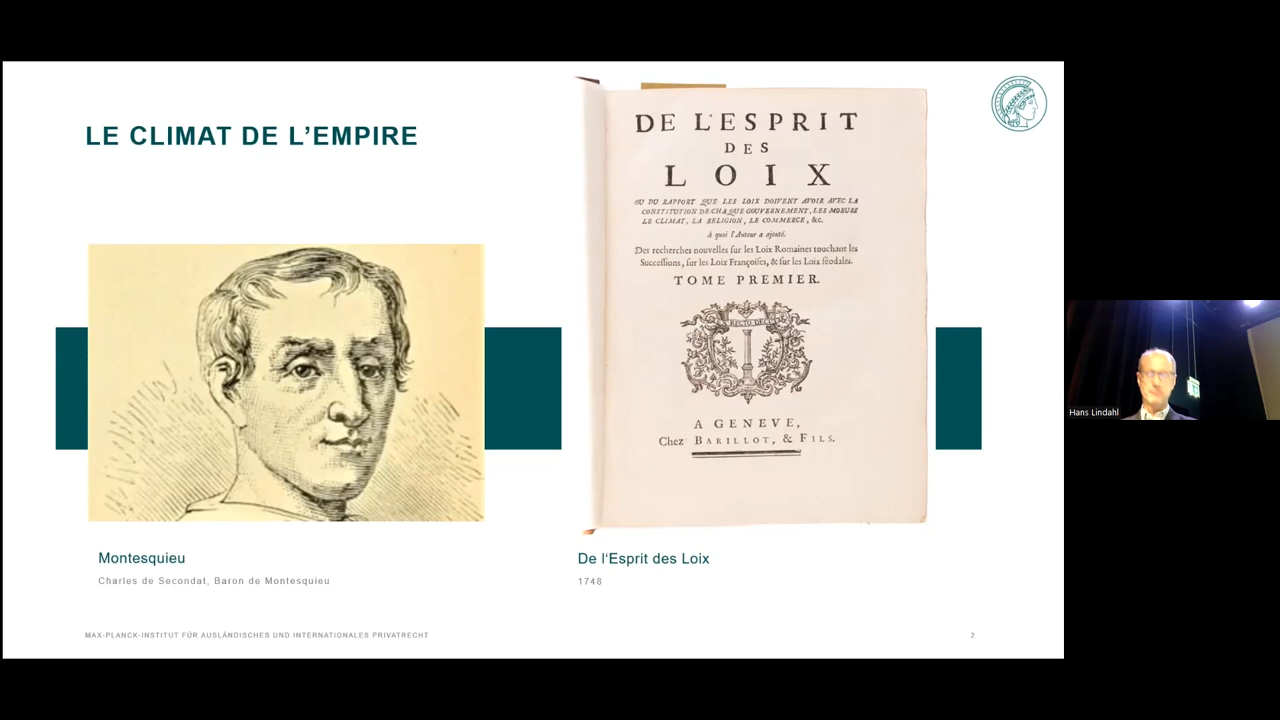 LE CLIMAT DE L'EMPIRE
DE L'ESPRIT
DES
LOIX
OU DU RAPPORT QUE LES LOIX DOIVENT AVOIR AVEC LA
CONSTITUTION DE CHAQUE GOUVERNEMENT, LES MOEURS
LE CLIMAT, LA RELIGION, LE COMMERCE, &c.
à quoi l'Auteur a ajouté.
Des recherches nouvelles sur les Loix Romaines touchant les
Successions, sur les Loix Françoises, & sur les Loix féodales.
TOME PREMIER.
A GENEVE,
Chez BARILLOT, & FILS.
Montesquieu
Charles de Secondat, Baron de Montesquieu
De l‘Esprit des Loix
1748
MAX-PLANCK-INSTITUT FÜR AUSLÄNDISCHES UND INTERNATIONALES PRIVATRECHT
2
Hans Lindahl